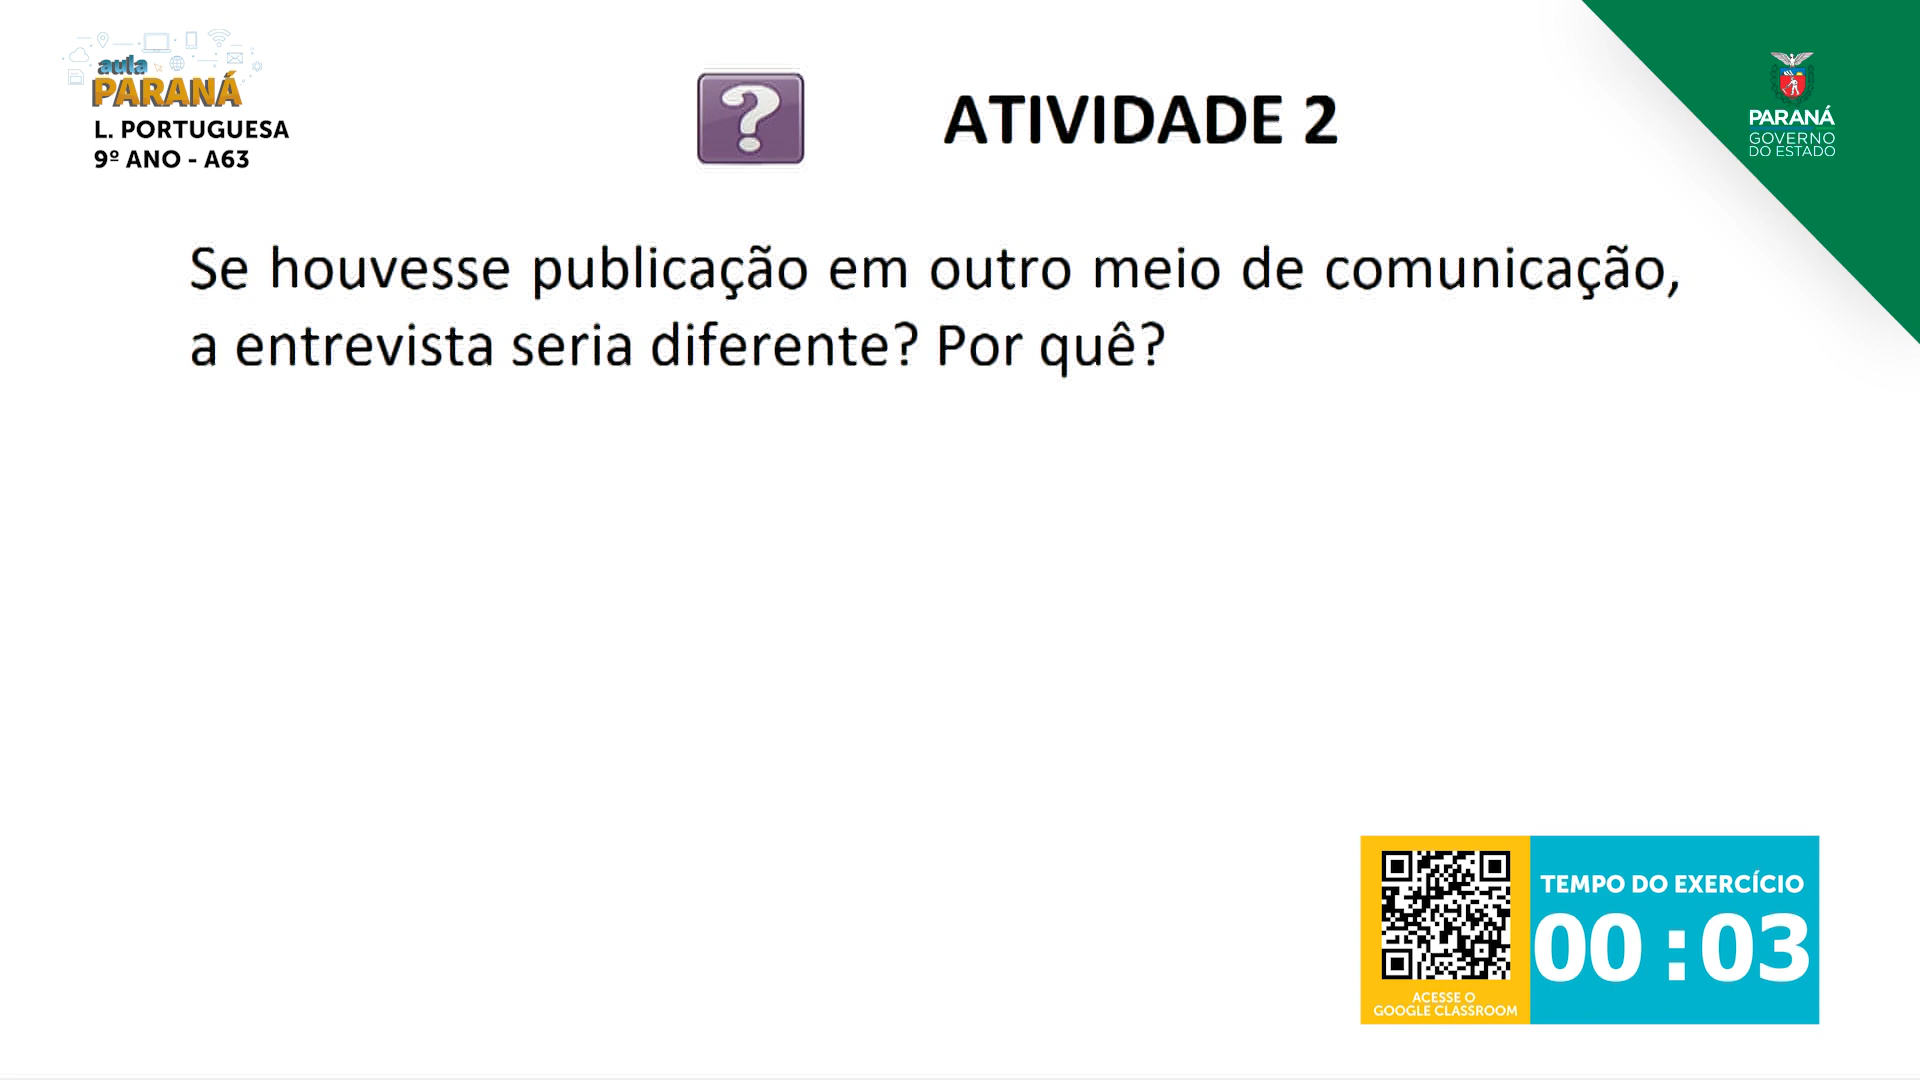 aula
PARANÁ
L. PORTUGUESA
9º ANO - A63
?
ATIVIDADE 2
PARANÁ
GOVERNO
DO ESTADO
Se houvesse publicação em outro meio de comunicação,
a entrevista seria diferente? Por quê?
TEMPO DO EXERCÍCIO
00:03
ACESSE O
GOOGLE CLASSROOM